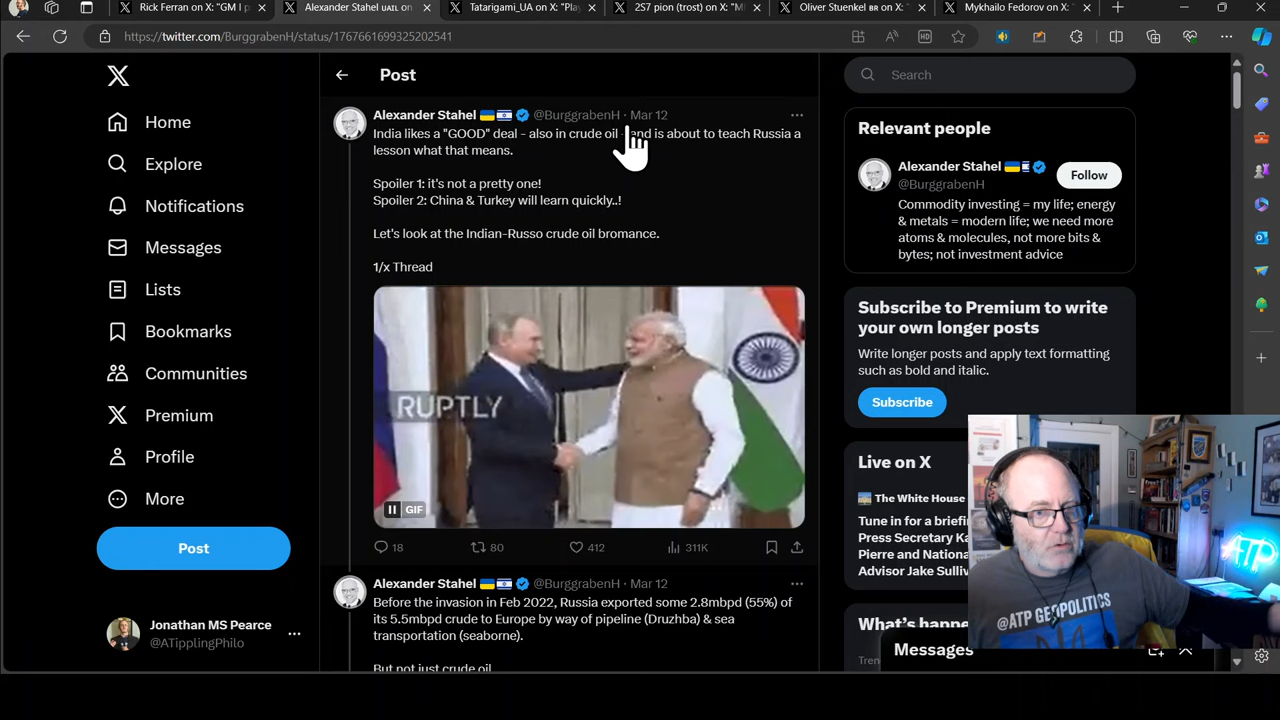 Rick Ferran on X: "GM I p
Alexander Stahel
Tatarigami_UA on X: "Pla
2S7 pion (trost) on X: "M
Oliver Stuenkel BR on X: "
Mykhailo Fedorov on X: "
https://twitter.com/BurggrabenH/status/1767661699325202541
Home
Explore
Notifications
Messages
Lists
Bookmarks
Communities
Premium
Profile
More
Post
Jonathan MS Pearce
@ATipplingPhilo
Post
Alexander Stahel @BurggrabenH · Mar 12
India likes a "GOOD" deal - also in crude oil - and is about to teach Russia a
lesson what that means.
Spoiler 1: it's not a pretty one!
Spoiler 2: China & Turkey will learn quickly..!
Let's look at the Indian-Russo crude oil bromance.
1/x Thread
RUPTLY
GIF
18
80
412
311K
Alexander Stahel @BurggrabenH · Mar 12
Before the invasion in Feb 2022, Russia exported some 2.8mbpd (55%) of
its 5.5mbpd crude to Europe by way of pipeline (Druzhba) & sea
transportation (seaborne).
But not just crude oil
Search
Relevant people
Alexander Stahel
@BurggrabenH
Follow
Commodity investing = my life; energy
& metals = modern life; we need more
atoms & molecules, not more bits &
bytes; not investment advice
Subscribe to Premium to write
your own longer posts
Write longer posts and apply text formatting
such as bold and italic.
Subscribe
Live on X
The White House
Tune in for a briefi
Press Secretary Ka
Pierre and Nationa
Advisor Jake Sulliv
What's happe
Tren
Messages
@ATP GEOPOLITICS
ATP